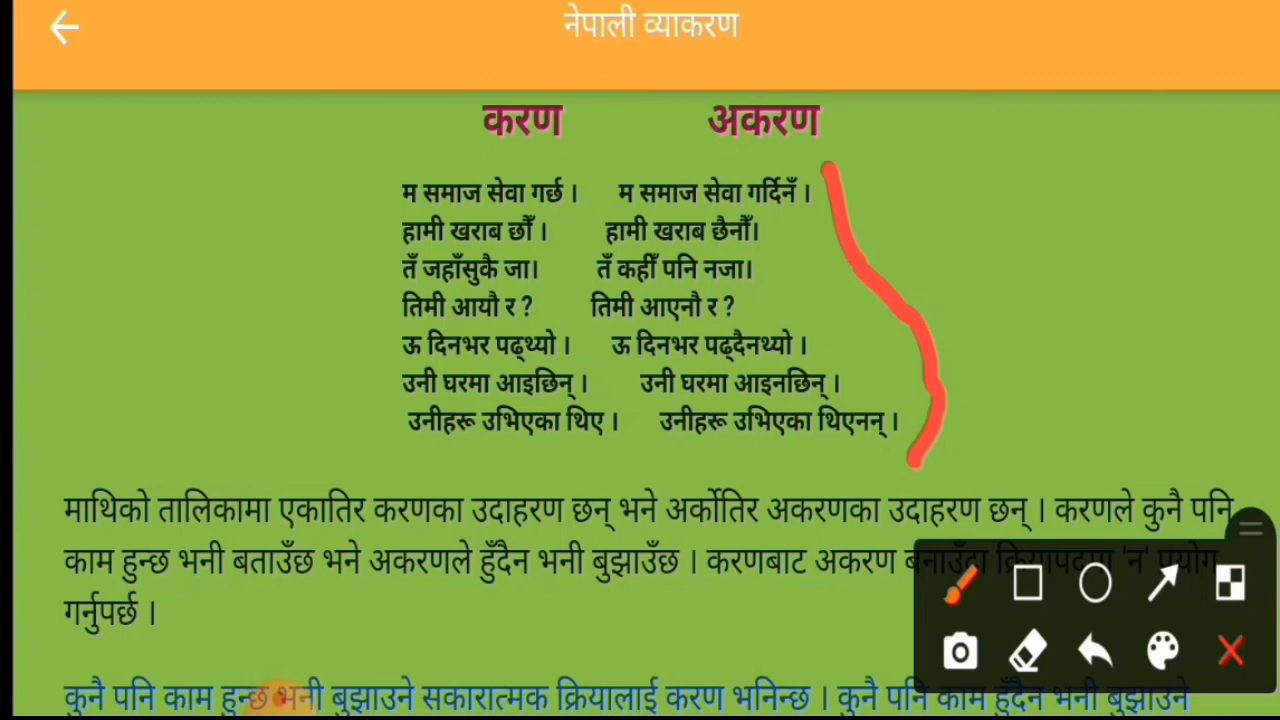 नेपाली व्याकरण
करण अकरण
म समाज सेवा गर्छ । म समाज सेवा गर्दिनँ ।
हामी खराब छौँ । हामी खराब छैनौँ।
तँ जहाँसुकै जा। तँ कहीँ पनि नजा।
तिमी आयौ र ? तिमी आएनौ र ?
ऊ दिनभर पढ्थ्यो । ऊ दिनभर पढ्दैनथ्यो ।
उनी घरमा आइछिन् । उनी घरमा आइनछिन् ।
उनीहरू उभिएका थिए । उनीहरू उभिएका थिएनन् ।
माथिको तालिकामा एकातिर करणका उदाहरण छन् भने अर्कोतिर अकरणका उदाहरण छन् । करणले कुनै पनि
काम हुन्छ भनी बताउँछ भने अकरणले हुँदैन भनी बुझाउँछ । करणबाट अकरण बनाउँदा क्रियापदमा 'न' प्रयोग
गर्नुपर्छ ।
कुनै पनि काम हुन्छ भनी बुझाउने सकारात्मक क्रियालाई करण भनिन्छ । कुनै पनि काम हुँदैन भनी बुझाउने